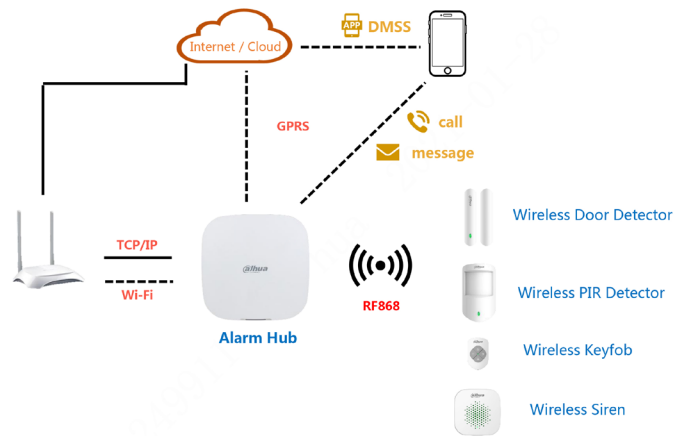 APP DMSS
Internet / Cloud
GPRS
call
message
Wireless Door Detector
TCP/IP
alhua
Wi-Fi
RF868
Wireless PIR Detector
Alarm Hub
Wireless Keyfob
Wireless Siren